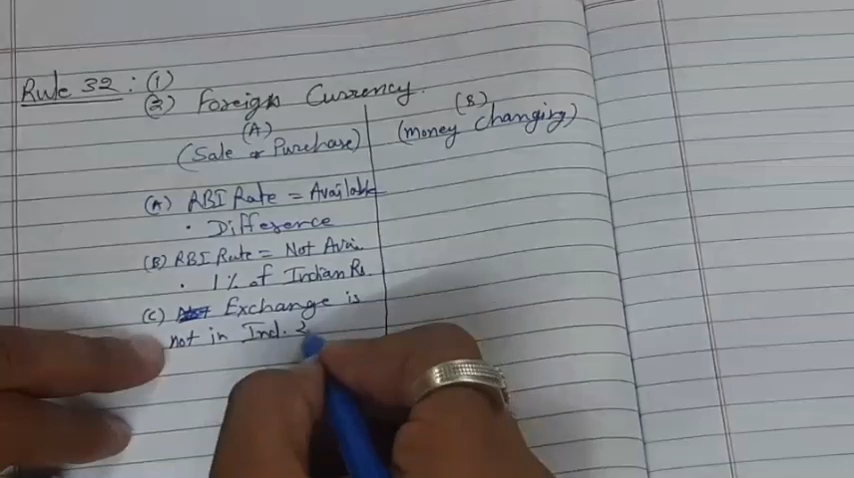 Rule 32 : (1)
(2) Foreign Currency.
(A)
(Sale or Purchase)
(B)
(money changing)
(A) RBI Rate = Available
• Difference
(B) RBI Rate = Not Avai.
• 1% of Indian Rs
(C) Exchange is
not in Ind.